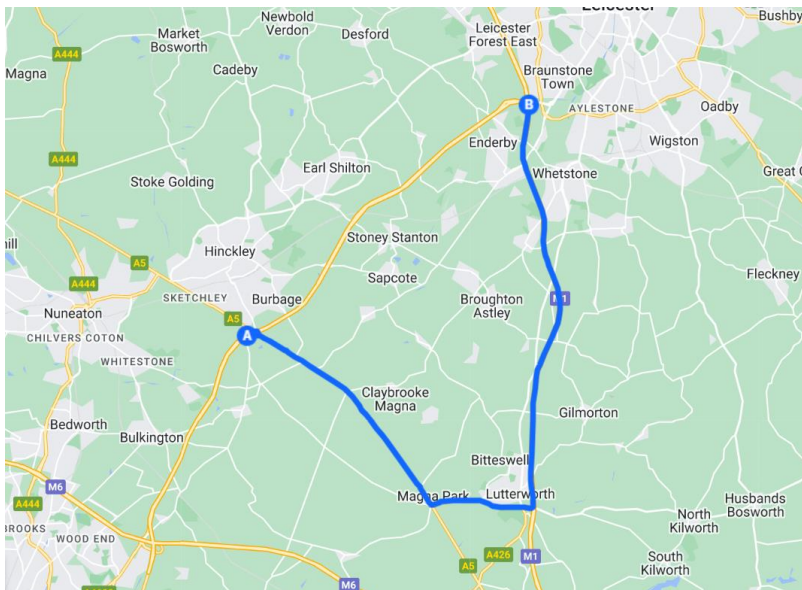 Leicester
Newbold
Verdon
Bushby
Market
Bosworth
Desford
Leicester
Forest East
A444
Magna
Cadeby
Braunstone
Town
B
AYLESTONE
Oadby
Enderby
Wigston
A444
Earl Shilton
Stoke Golding
Whetstone
Great G
Hinckley
Stoney Stanton
ill
A5
Sapcote
Fleckney
A444
SKETCHLEY
Burbage
Broughton
Astley
M1
Nuneaton
A5
A
CHILVERS COTON
WHITESTONE
Claybrooke
Magna
Gilmorton
Bedworth
Bulkington
Bitteswell
M6
Magna Park
Lutterworth
A444
Husbands
Bosworth
North
Kilworth
BROOKS
WOOD END
A426
M1
A5
South
Kilworth
M6